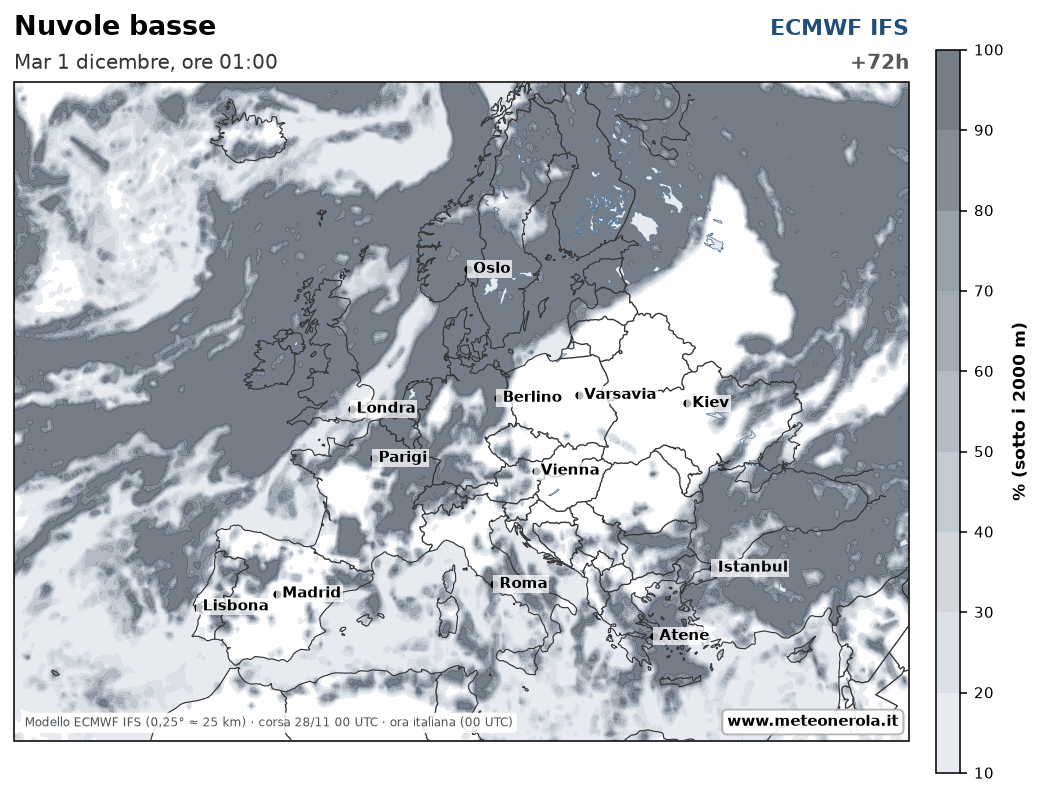 Nuvole basse
ECMWF IFS
Mar 1 dicembre, ore 01:00
+72h
100
90
80
70
60
50
40
30
20
10
% (sotto i 2000 m)
Oslo
Berlino
Varsavia
Kiev
Londra
Parigi
Vienna
Istanbul
Roma
Madrid
Lisbona
Atene
Modello ECMWF IFS (0,25° ≈ 25 km) · corsa 28/11 00 UTC · ora italiana (00 UTC)
www.meteonerola.it